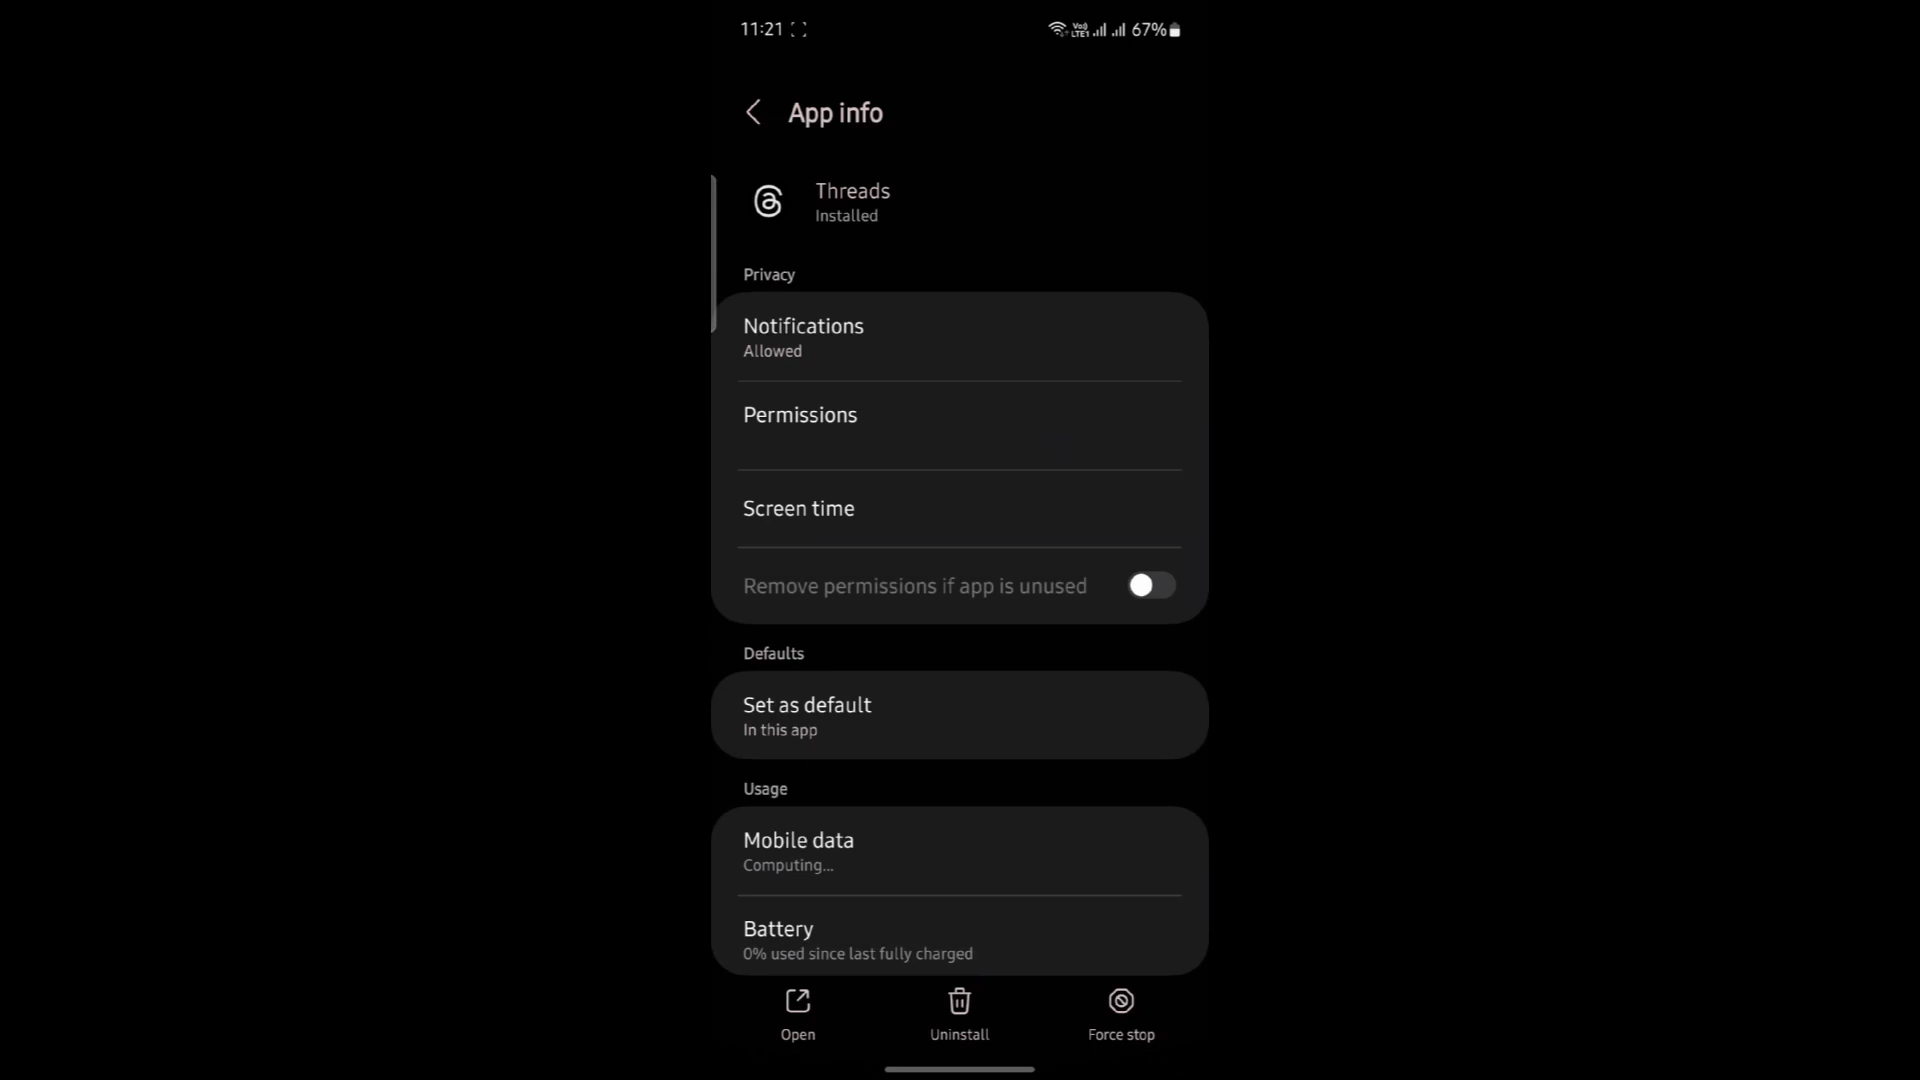 11:21 67%
App info
Threads
Installed
Privacy
Notifications
Allowed
Permissions
Screen time
Remove permissions if app is unused
Defaults
Set as default
In this app
Usage
Mobile data
Computing...
Battery
0% used since last fully charged
Open Uninstall Force stop